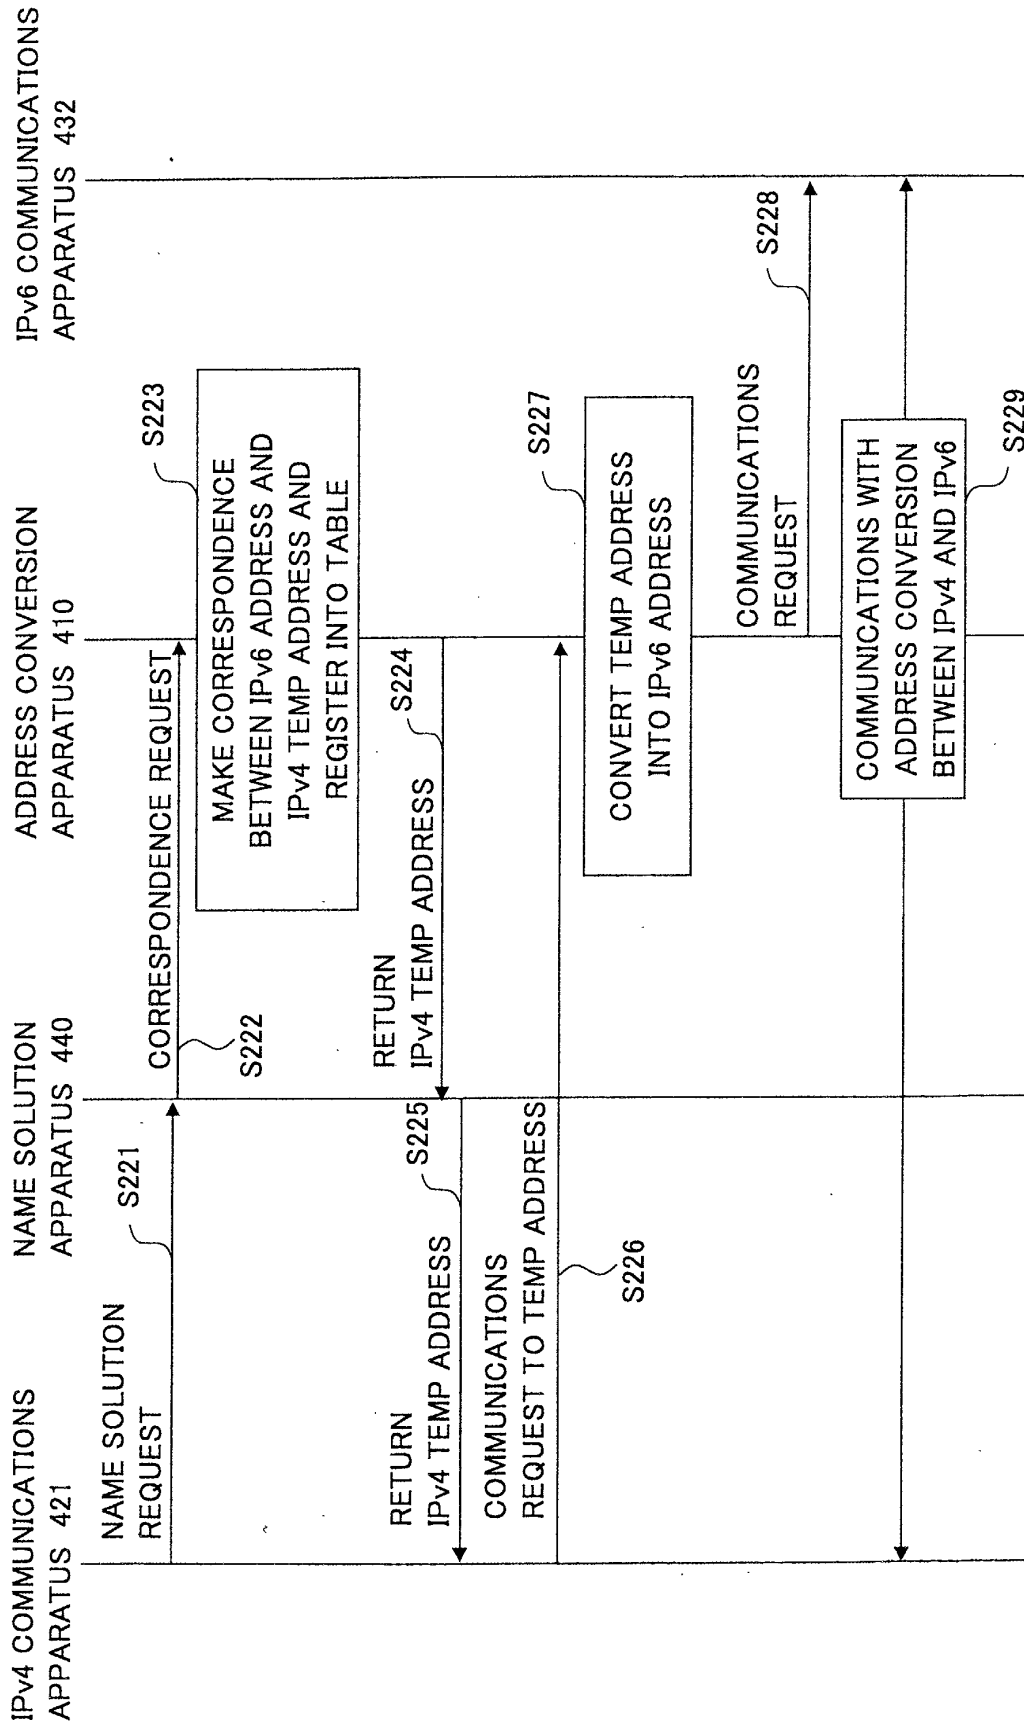 IPv4 COMMUNICATIONS
APPARATUS 421
NAME SOLUTION
APPARATUS 440
ADDRESS CONVERSION
APPARATUS 410
IPv6 COMMUNICATIONS
APPARATUS 432
NAME SOLUTION
REQUEST
S221
CORRESPONDENCE REQUEST
S222
S223
MAKE CORRESPONDENCE
BETWEEN IPv6 ADDRESS AND
IPv4 TEMP ADDRESS AND
REGISTER INTO TABLE
RETURN
IPv4 TEMP ADDRESS
S224
RETURN
IPv4 TEMP ADDRESS
S225
COMMUNICATIONS
REQUEST TO TEMP ADDRESS
S226
S227
CONVERT TEMP ADDRESS
INTO IPv6 ADDRESS
COMMUNICATIONS
REQUEST
S228
COMMUNICATIONS WITH
ADDRESS CONVERSION
BETWEEN IPv4 AND IPv6
S229